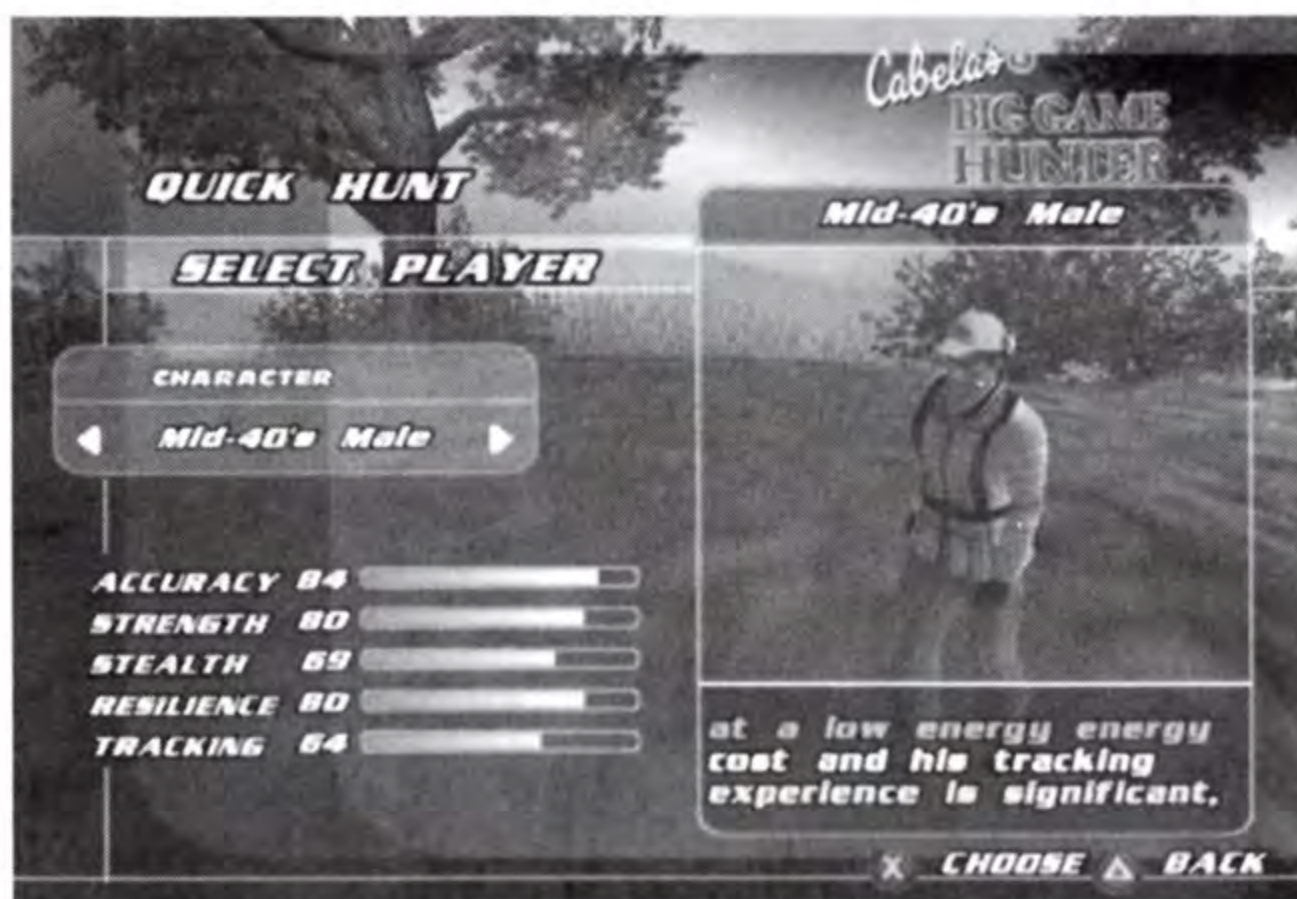 Cabela's
BIG GAME
HUNTER
QUICK HUNT
Mid-40's Male
SELECT PLAYER
CHARACTER
Mid-40's Male
ACCURACY 84
STRENGTH 80
STEALTH 69
RESILIENCE 80
TRACKING 64
at a low energy energy
cost and his tracking
experience is significant.
X CHOOSE △ BACK